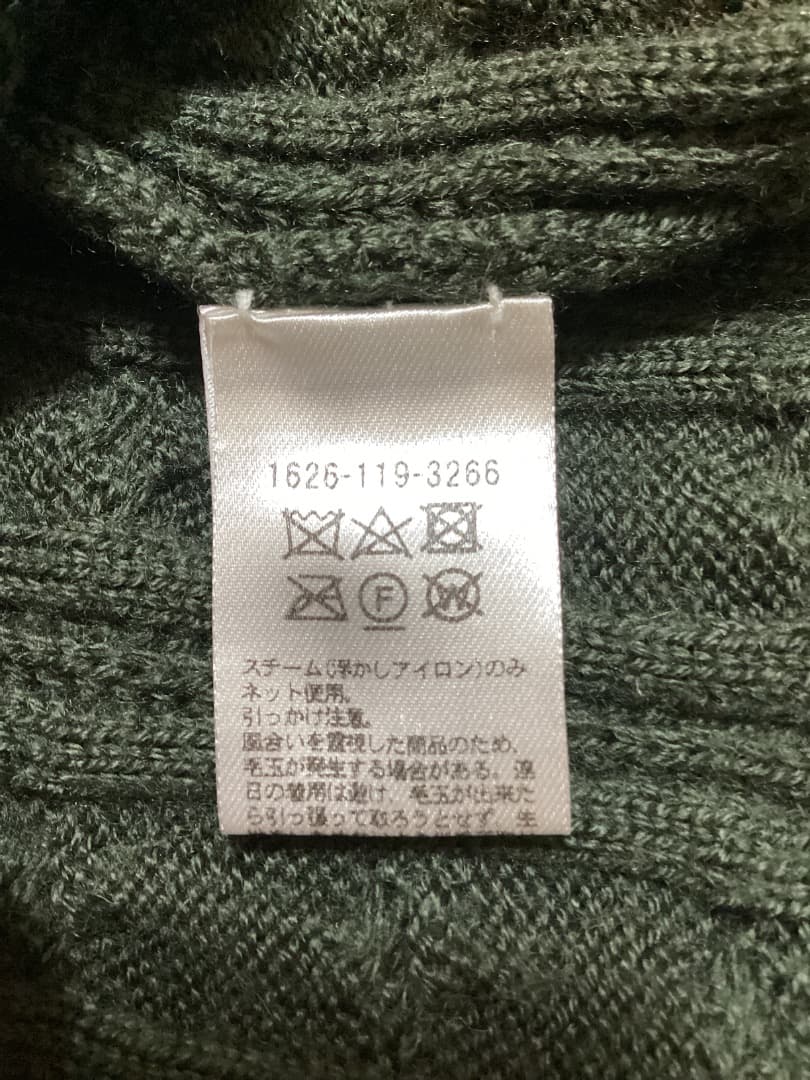 1626-119-3266
F W
スチーム(浮かしアイロン)のみ
ネット使用。
引っかけ注意。
風合いを重視した商品のため、
毛玉が発生する場合がある。連
日の着用は避け、毛玉が出来た
ら引っ張って取ろうとせず、生